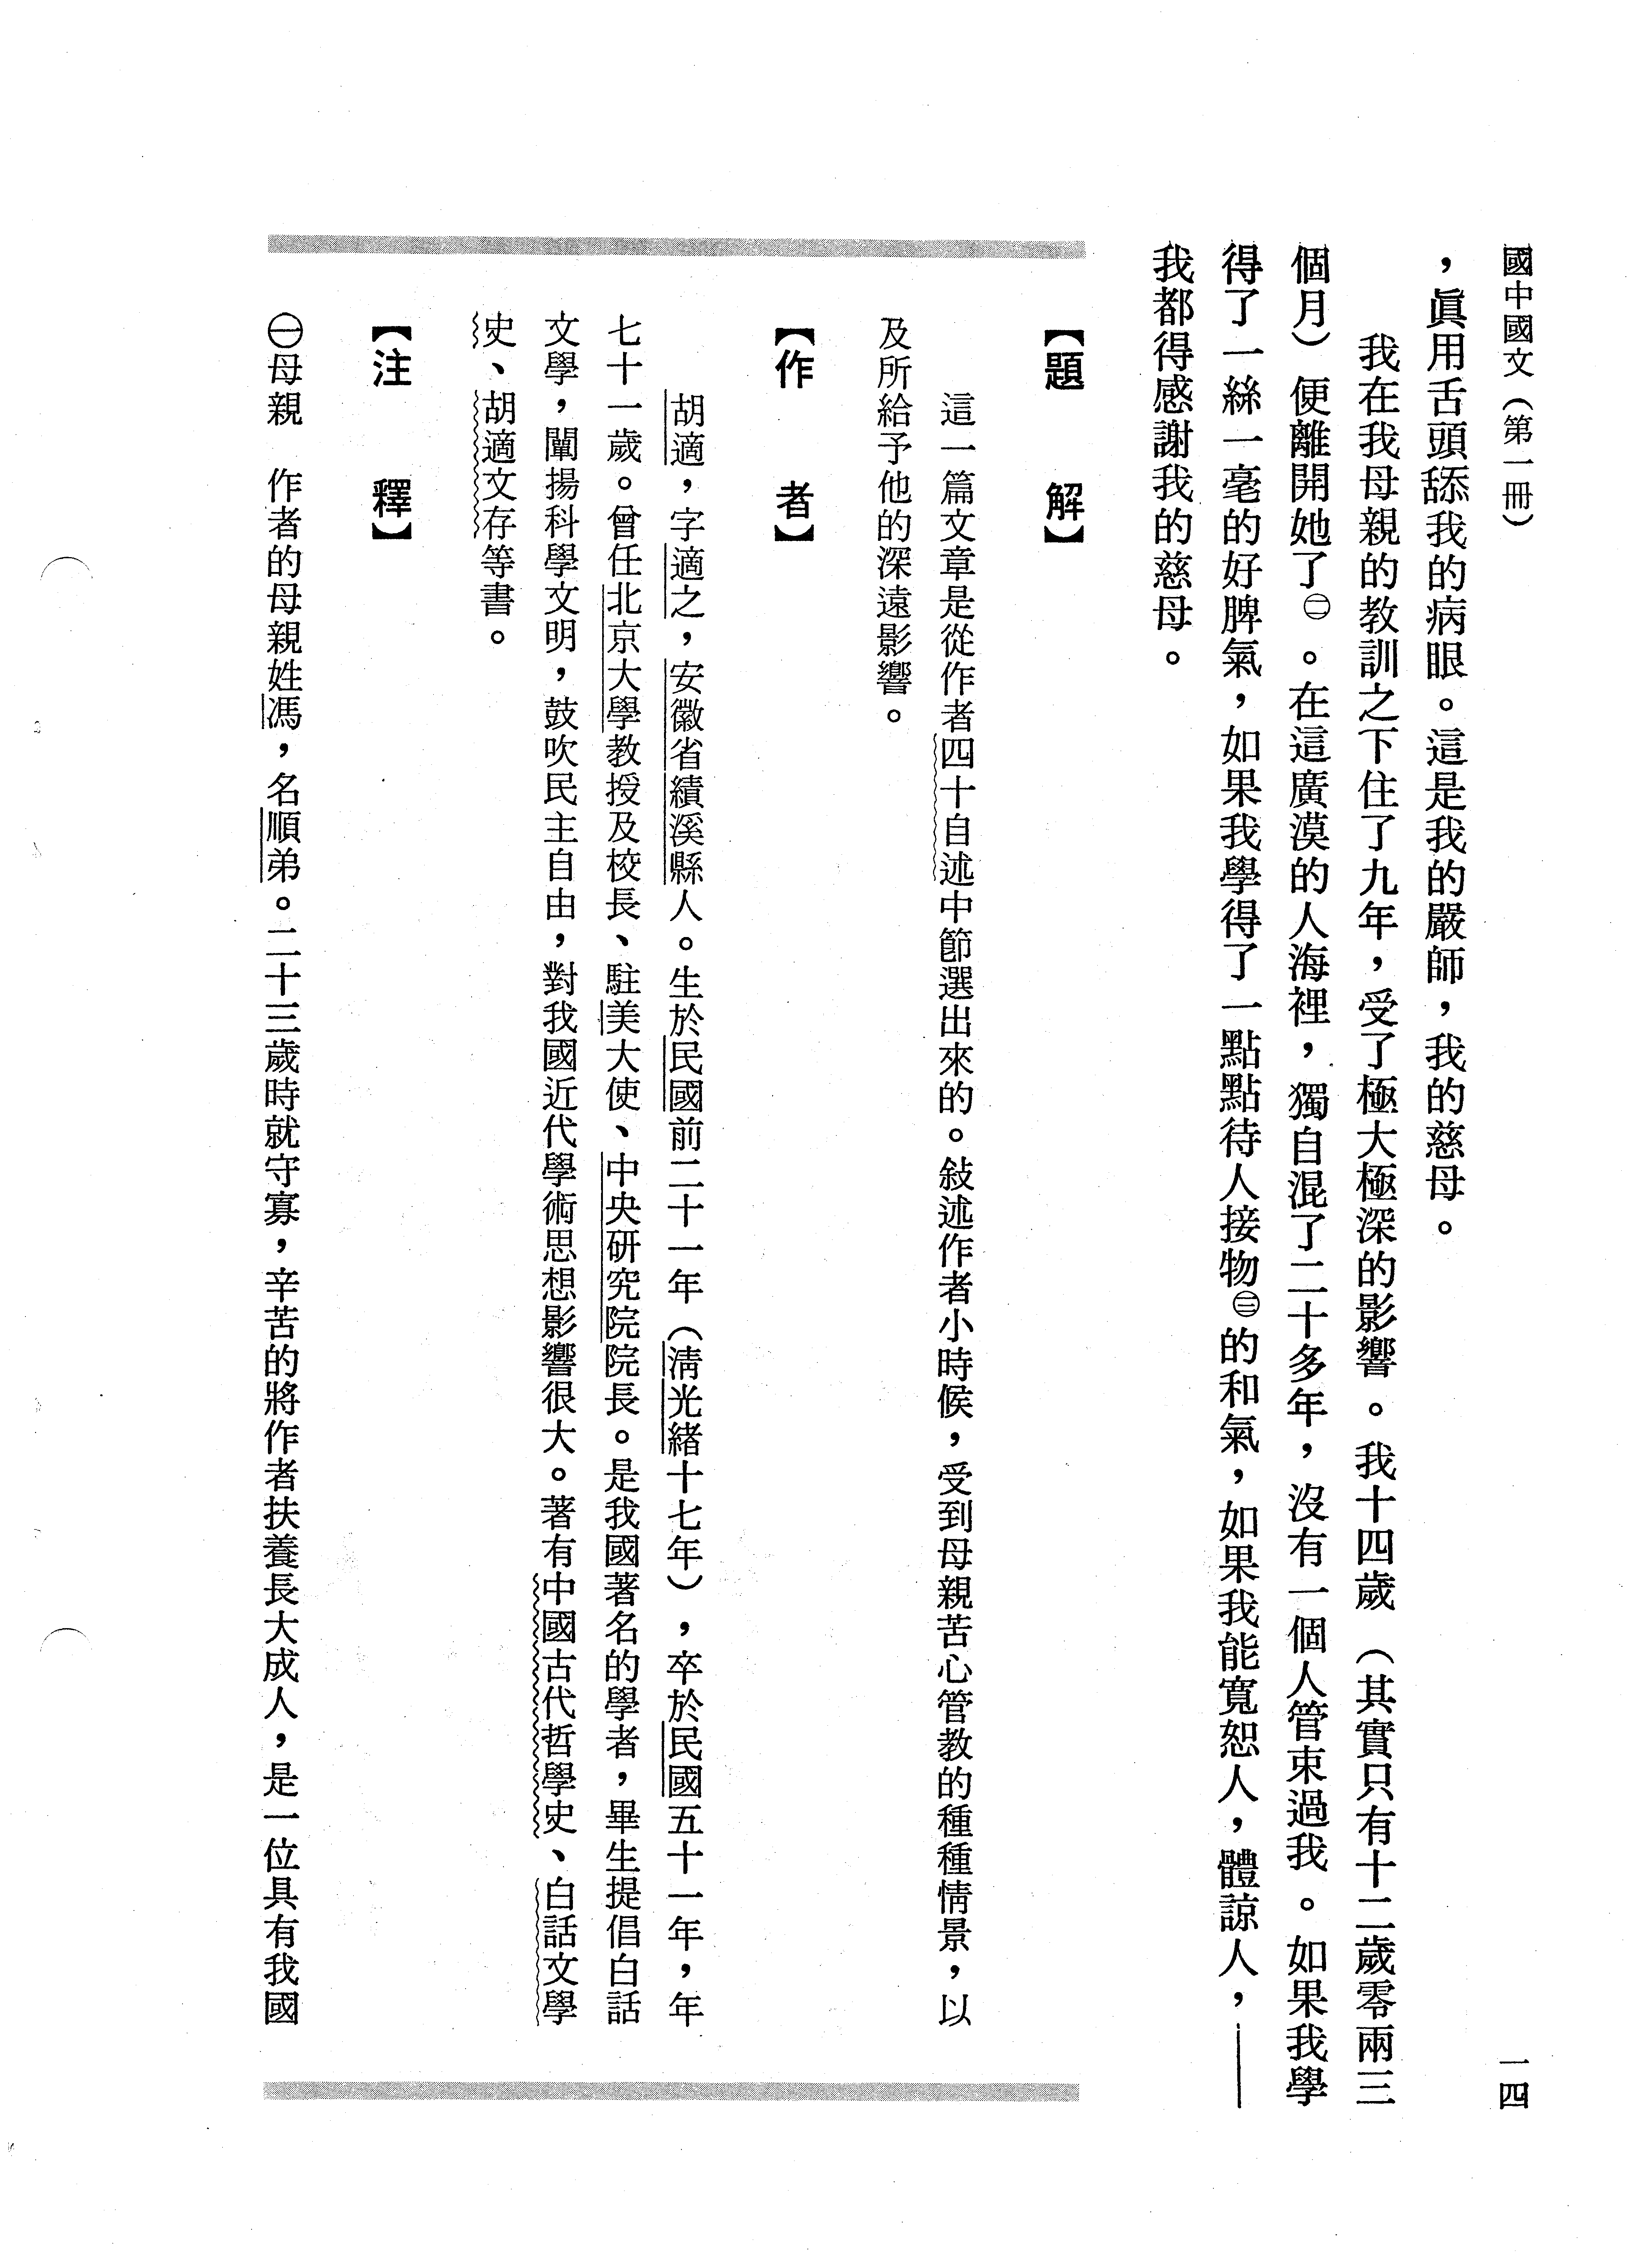 國中國文（第一冊）
一四
，眞用舌頭舔我的病眼。這是我的嚴師，我的慈母。
我在我母親的教訓之下住了九年，受了極大極深的影響。我十四歲（其實只有十二歲零兩三
個月）便離開她了㊁。在這廣漠的人海裡，獨自混了二十多年，沒有一個人管束過我。如果我學
得了一絲一毫的好脾氣，如果我學得了一點點待人接物㊂的和氣，如果我能寬恕人，體諒人，——
我都得感謝我的慈母。
【題　解】
這一篇文章是從作者四十自述中節選出來的。敍述作者小時候，受到母親苦心管教的種種情景，以
及所給予他的深遠影響。
【作　者】
胡適，字適之，安徽省績溪縣人。生於民國前二十一年（淸光緒十七年），卒於民國五十一年，年
七十一歲。曾任北京大學教授及校長、駐美大使、中央研究院院長。是我國著名的學者，畢生提倡白話
文學，闡揚科學文明，鼓吹民主自由，對我國近代學術思想影響很大。著有中國古代哲學史、白話文學
史、胡適文存等書。
【注　釋】
㊀母親　作者的母親姓馮，名順弟。二十三歲時就守寡，辛苦的將作者扶養長大成人，是一位具有我國